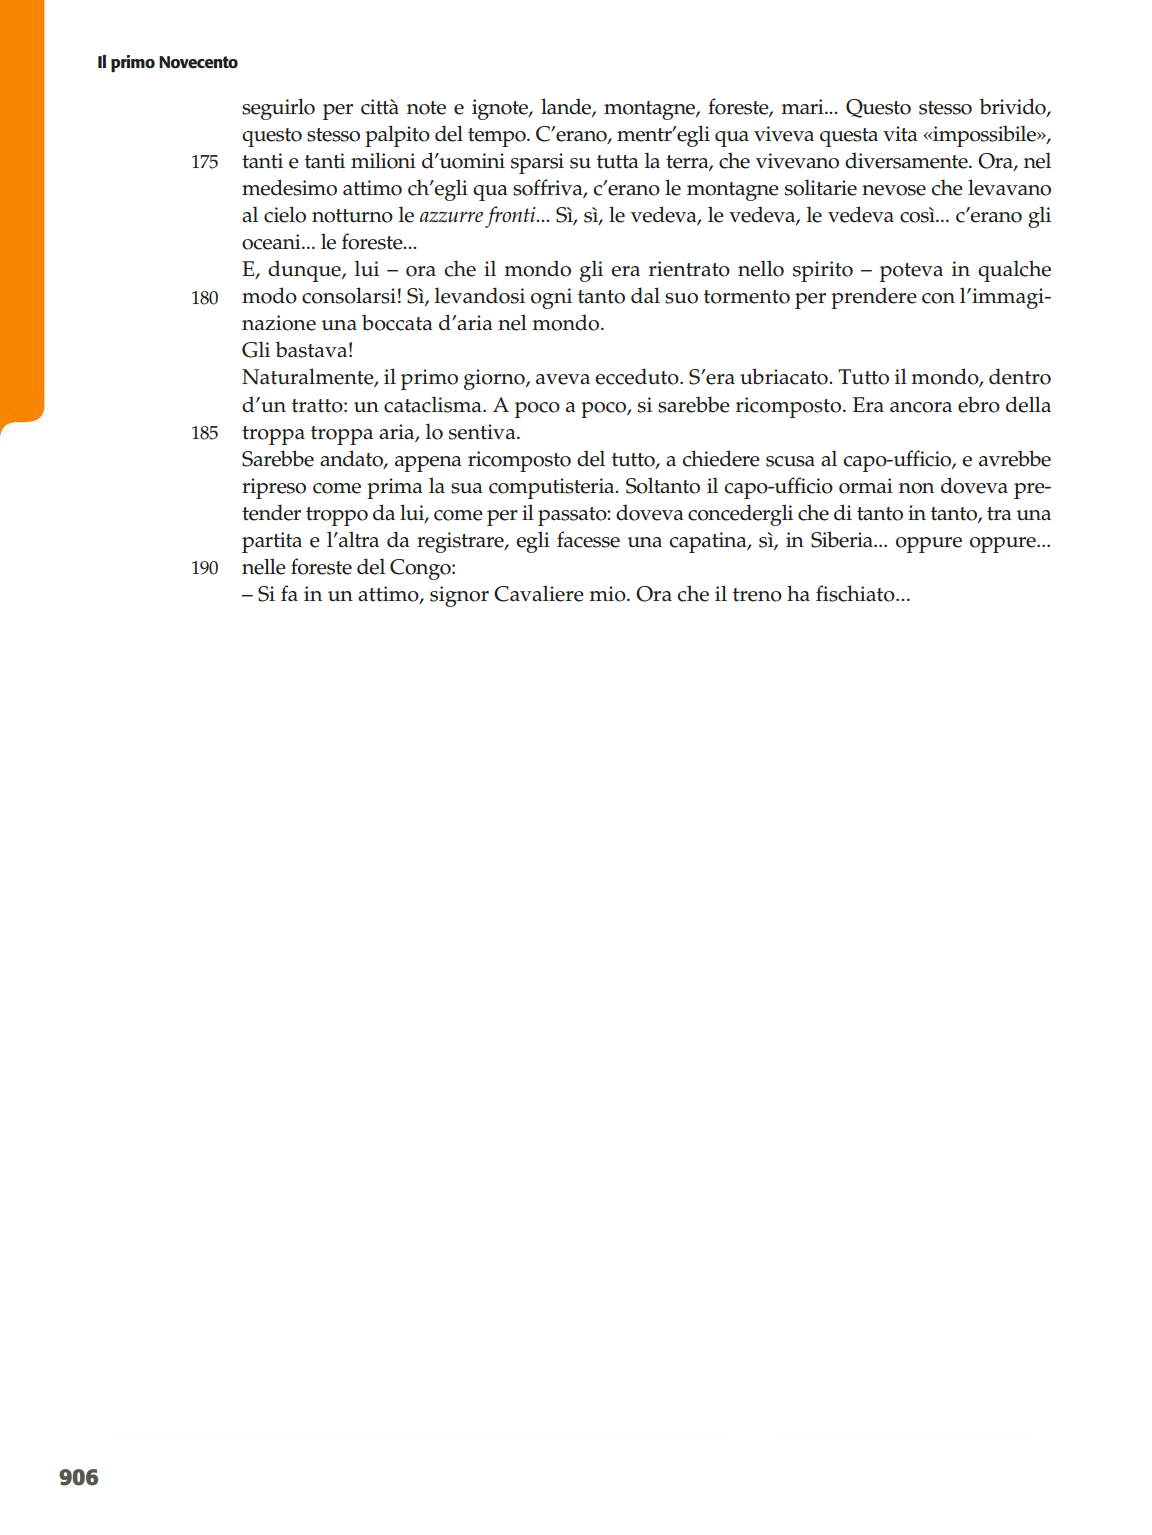 Il primo Novecento
seguirlo per città note e ignote, lande, montagne, foreste, mari... Questo stesso brivido,
questo stesso palpito del tempo. C’erano, mentr’egli qua viveva questa vita «impossibile»,
175 tanti e tanti milioni d’uomini sparsi su tutta la terra, che vivevano diversamente. Ora, nel
medesimo attimo ch’egli qua soffriva, c’erano le montagne solitarie nevose che levavano
al cielo notturno le azzurre fronti... Sì, sì, le vedeva, le vedeva, le vedeva così... c’erano gli
oceani... le foreste...
E, dunque, lui – ora che il mondo gli era rientrato nello spirito – poteva in qualche
180 modo consolarsi! Sì, levandosi ogni tanto dal suo tormento per prendere con l’immagi-
nazione una boccata d’aria nel mondo.
Gli bastava!
Naturalmente, il primo giorno, aveva ecceduto. S’era ubriacato. Tutto il mondo, dentro
d’un tratto: un cataclisma. A poco a poco, si sarebbe ricomposto. Era ancora ebro della
185 troppa troppa aria, lo sentiva.
Sarebbe andato, appena ricomposto del tutto, a chiedere scusa al capo-ufficio, e avrebbe
ripreso come prima la sua computisteria. Soltanto il capo-ufficio ormai non doveva pre-
tender troppo da lui, come per il passato: doveva concedergli che di tanto in tanto, tra una
partita e l’altra da registrare, egli facesse una capatina, sì, in Siberia... oppure oppure...
190 nelle foreste del Congo:
– Si fa in un attimo, signor Cavaliere mio. Ora che il treno ha fischiato...
906